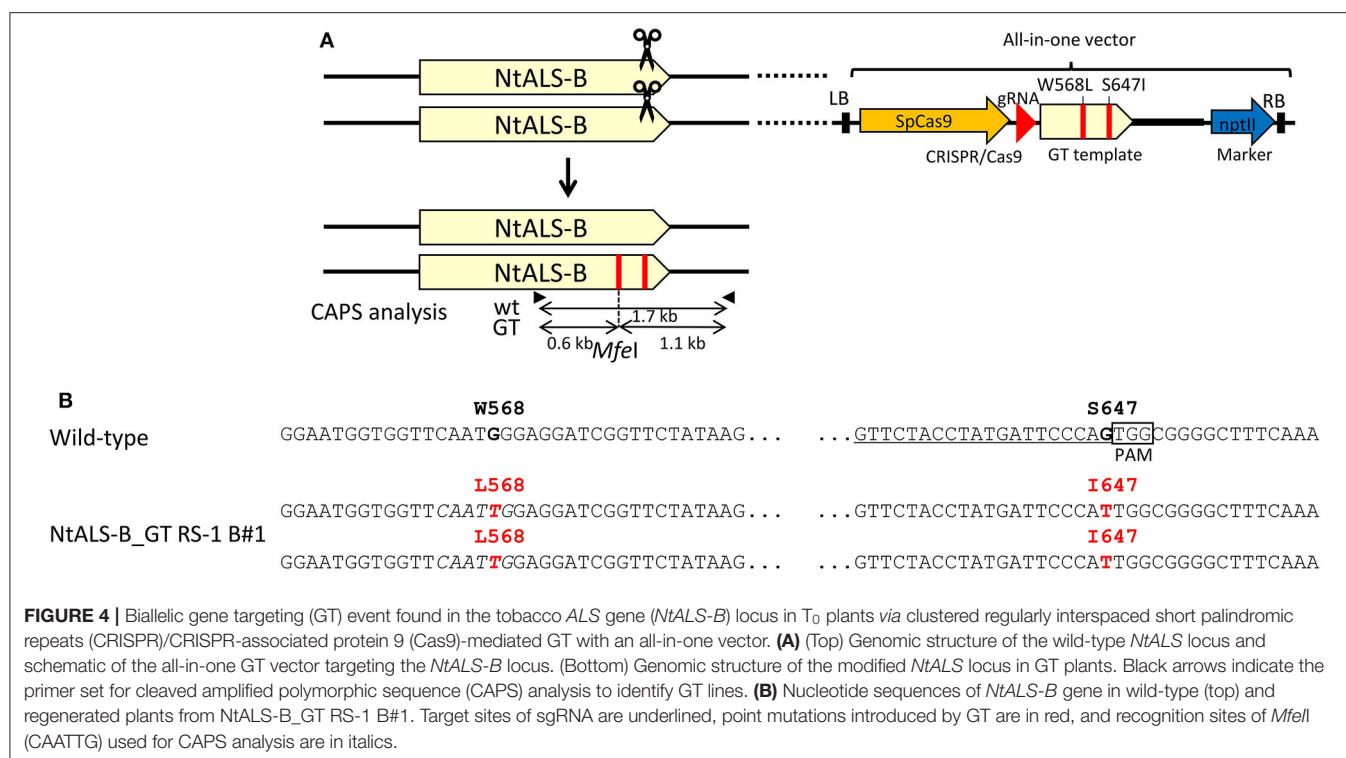 A
All-in-one vector
NtALS-B
NtALS-B
LB
SpCas9
gRNA
W568L
S647I
nptII
RB
CRISPR/Cas9
GT template
Marker
NtALS-B
NtALS-B
CAPS analysis
wt
GT
1.7 kb
0.6 kb
MfeI
1.1 kb
B
W568
S647
Wild-type
GGAATGGTGGTTCAATGGGAGGATCGGTTCTATAAG... ...GTTCTACCTATGATTCCCAGTGGCGGGGCTTTCAAA
PAM
L568
I647
GGAATGGTGGTTCAATTGGAGGATCGGTTCTATAAG... ...GTTCTACCTATGATTCCCATTGGCGGGGCTTTCAAA
NtALS-B_GT RS-1 B#1
L568
I647
GGAATGGTGGTTCAATTGGAGGATCGGTTCTATAAG... ...GTTCTACCTATGATTCCCATTGGCGGGGCTTTCAAA
FIGURE 4 | Biallelic gene targeting (GT) event found in the tobacco ALS gene (NtALS-B) locus in T0 plants via clustered regularly interspaced short palindromic
repeats (CRISPR)/CRISPR-associated protein 9 (Cas9)-mediated GT with an all-in-one vector. (A) (Top) Genomic structure of the wild-type NtALS locus and
schematic of the all-in-one GT vector targeting the NtALS-B locus. (Bottom) Genomic structure of the modified NtALS locus in GT plants. Black arrows indicate the
primer set for cleaved amplified polymorphic sequence (CAPS) analysis to identify GT lines. (B) Nucleotide sequences of NtALS-B gene in wild-type (top) and
regenerated plants from NtALS-B_GT RS-1 B#1. Target sites of sgRNA are underlined, point mutations introduced by GT are in red, and recognition sites of MfeII
(CAATTG) used for CAPS analysis are in italics.